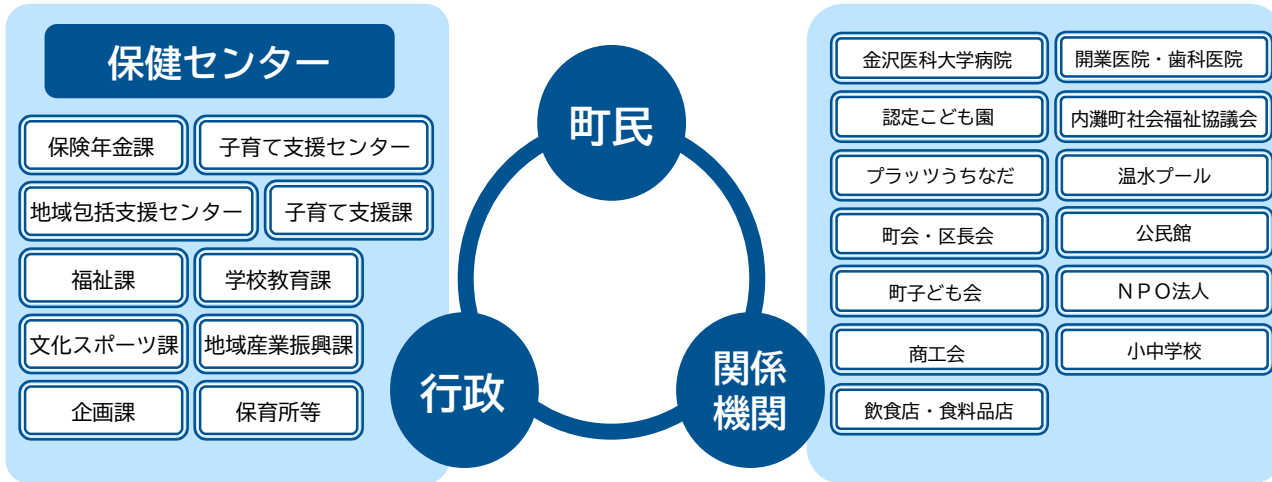 保健センター
保険年金課
子育て支援センター
地域包括支援センター
子育て支援課
福祉課
学校教育課
文化スポーツ課
地域産業振興課
企画課
保育所等
町民
行政
関係
機関
金沢医科大学病院
開業医院・歯科医院
認定こども園
内灘町社会福祉協議会
プラッツうちなだ
温水プール
町会・区長会
公民館
町子ども会
ＮＰＯ法人
商工会
小中学校
飲食店・食料品店